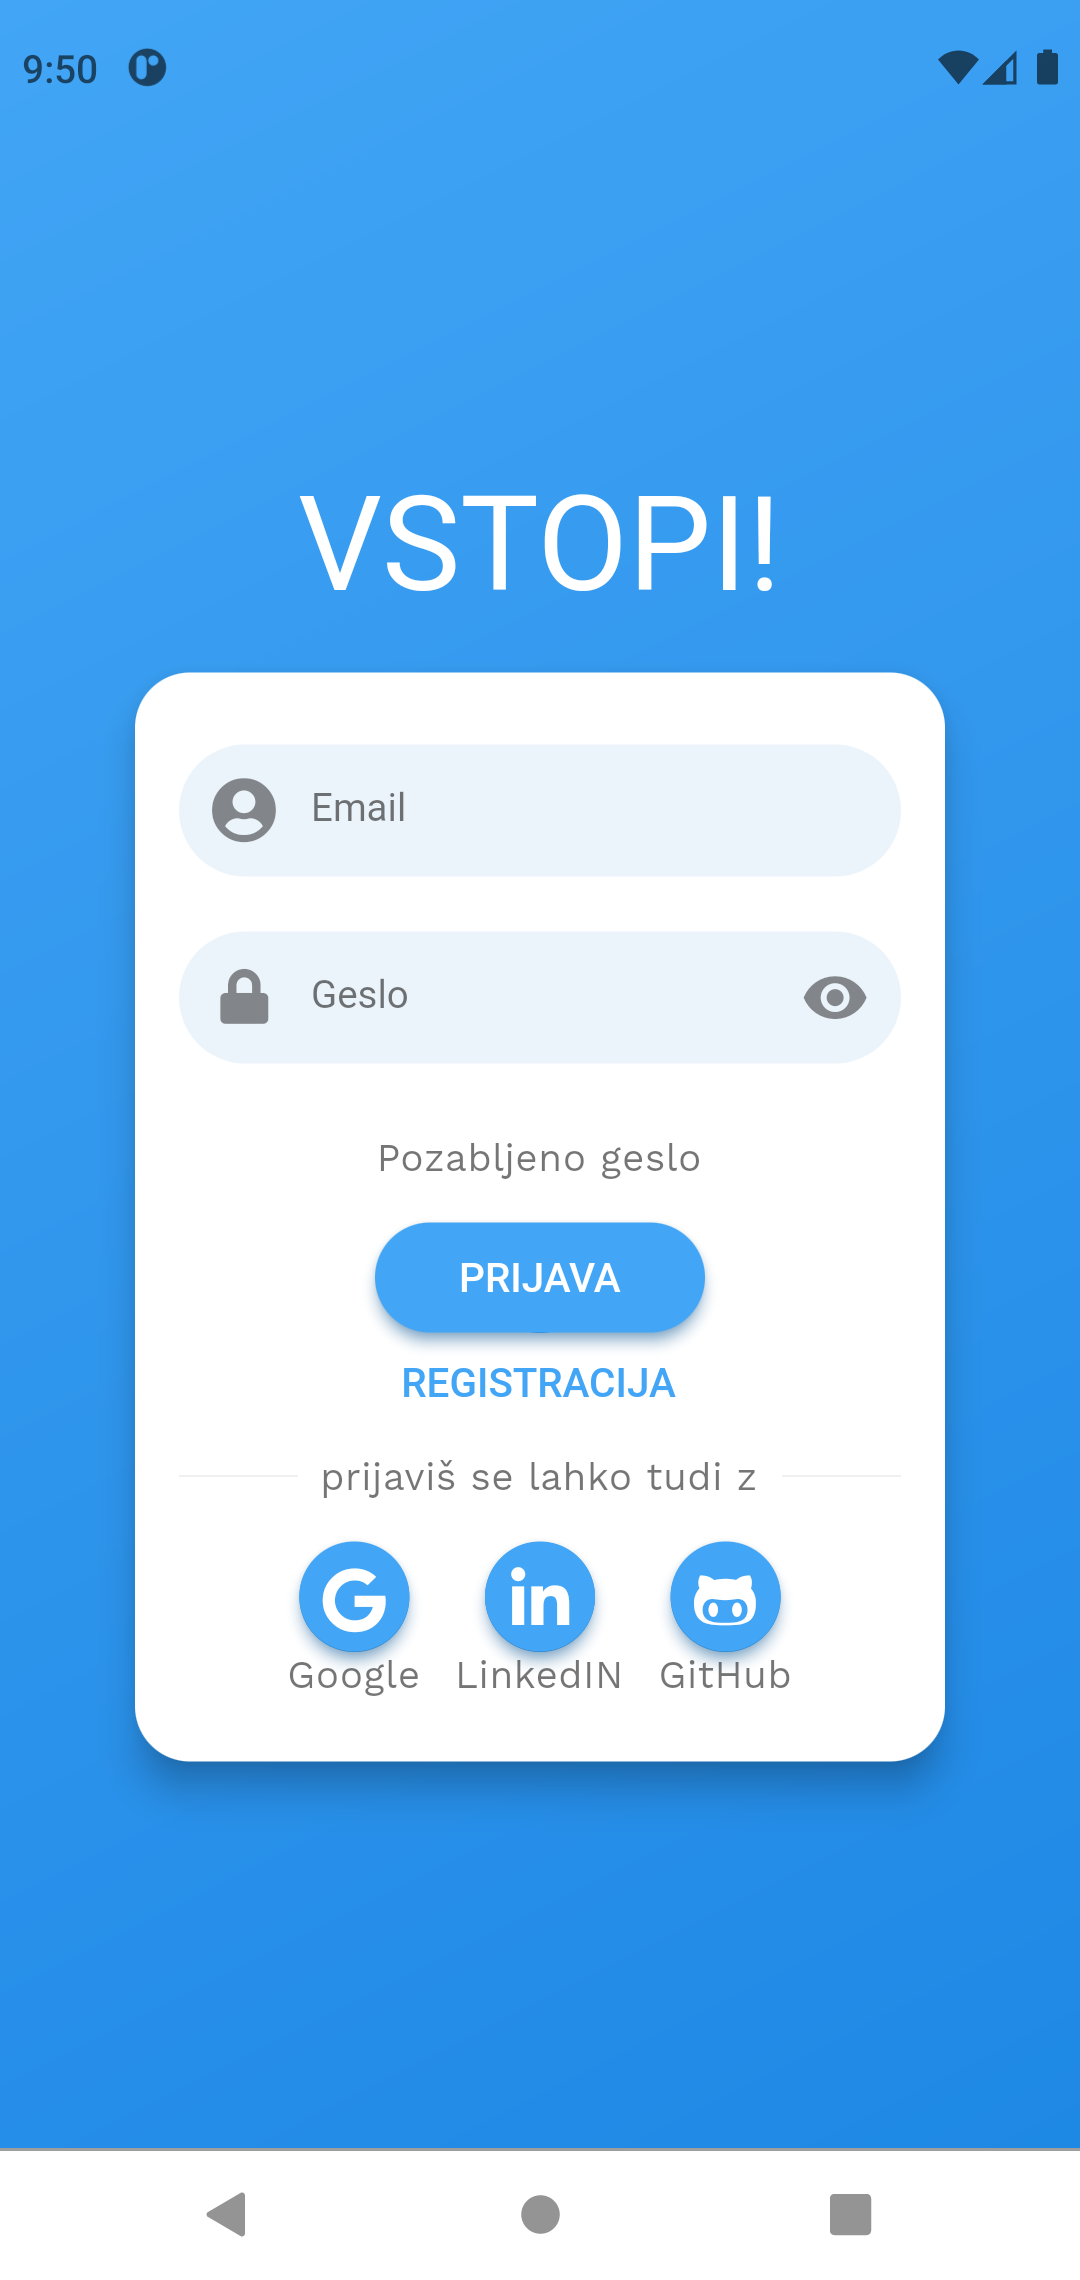 9:50
VSTOPI!
Email
Geslo
Pozabljeno geslo
PRIJAVA
REGISTRACIJA
prijaviš se lahko tudi z
Google LinkedIN GitHub